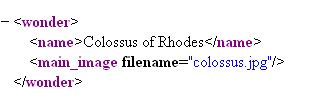 − <wonder>
<name>Colossus of Rhodes</name>
<main_image filename="colossus.jpg"/>
</wonder>